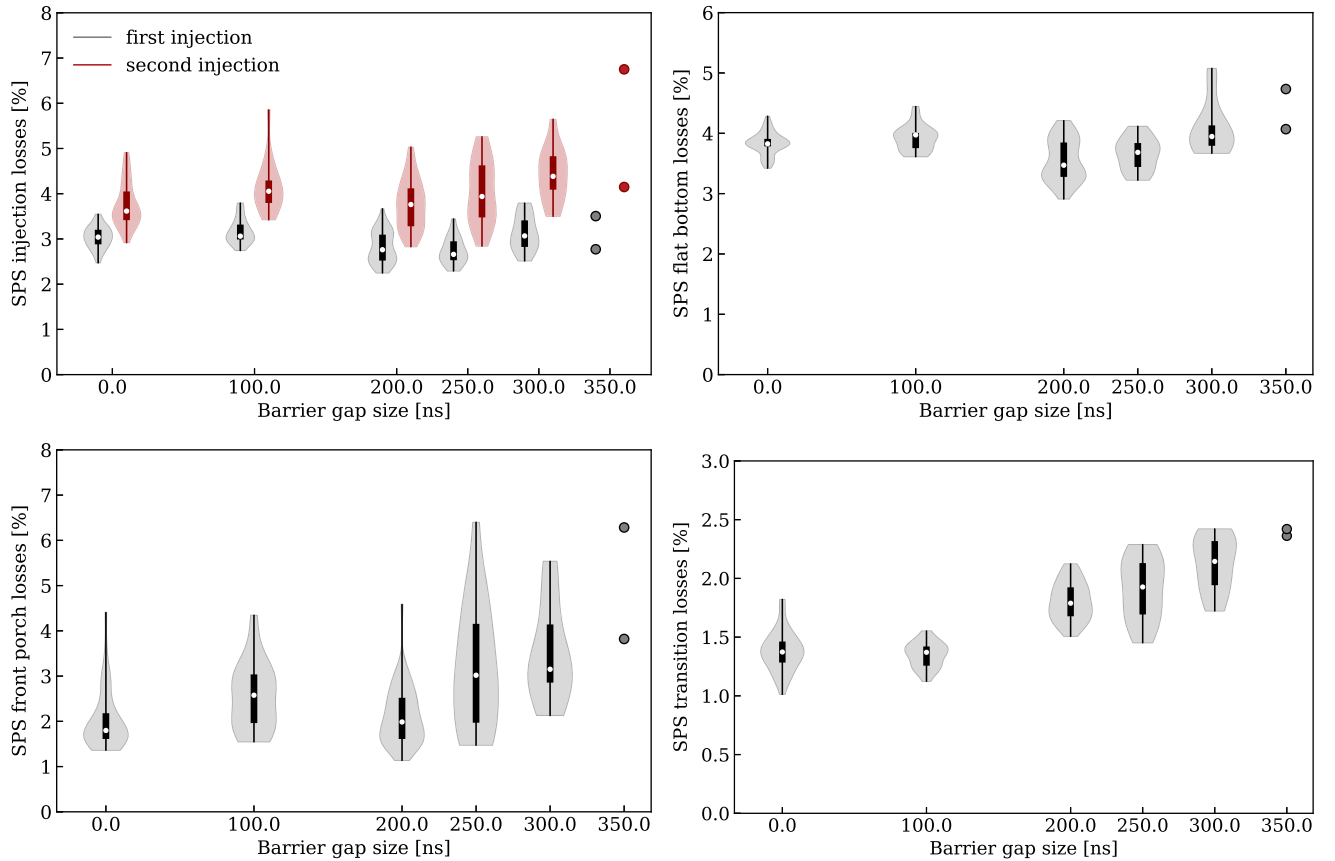 8
7
6
5
4
3
2
1
0
SPS injection losses [%]
first injection
second injection
0.0 100.0 200.0 250.0 300.0 350.0
Barrier gap size [ns]
6
5
4
3
2
1
0
SPS flat bottom losses [%]
0.0 100.0 200.0 250.0 300.0 350.0
Barrier gap size [ns]
8
7
6
5
4
3
2
1
0
SPS front porch losses [%]
0.0 100.0 200.0 250.0 300.0 350.0
Barrier gap size [ns]
3.0
2.5
2.0
1.5
1.0
0.5
0.0
SPS transition losses [%]
0.0 100.0 200.0 250.0 300.0 350.0
Barrier gap size [ns]